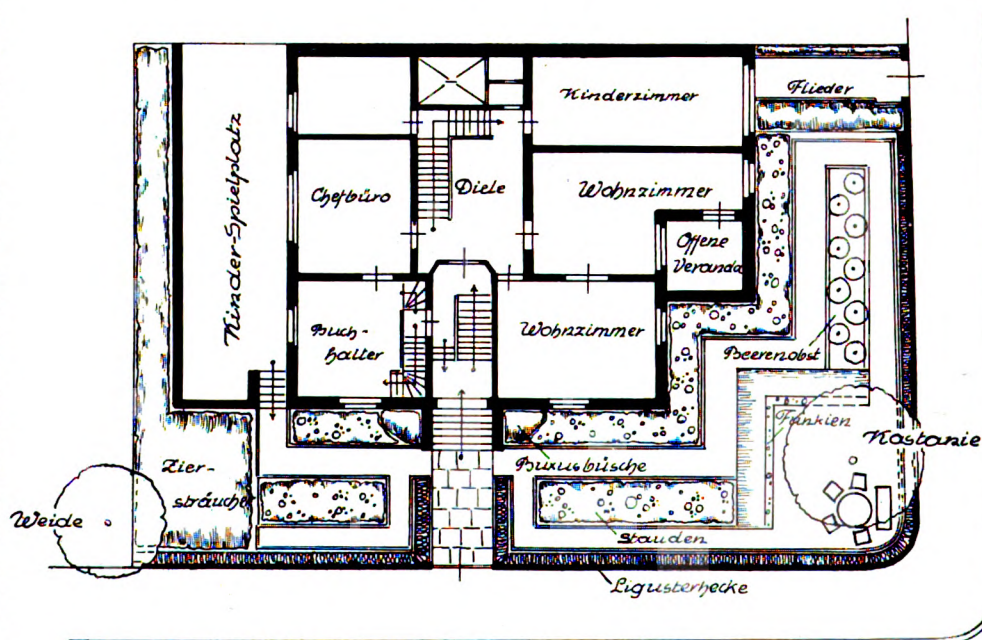 Kinderzimmer
Flieder
Kinder-Spielplatz
Chefbüro
Diele
Wohnzimmer
Offene
Veranda
Buch-
halter
Wohnzimmer
Beerenobst
Funkien
Kastanie
Zier-
sträucher
Buxusbüsche
Weide
Stauden
Ligusterhecke